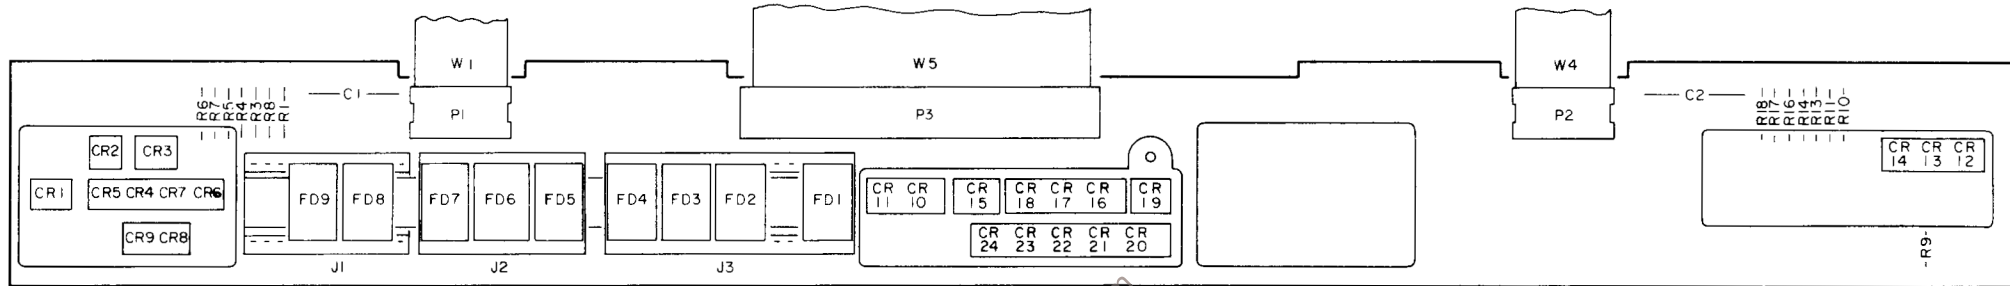 W1
W5
W4
R6
R7
R5
R4
R3
R8
R1
C1
P1
P3
P2
C2
R18
R17
R16
R14
R13
R11
R10
CR2 CR3
CR1
CR5 CR4 CR7 CR6
CR9 CR8
FD9 FD8
FD7 FD6 FD5
FD4 FD3 FD2 FD1
J1
J2
J3
CR CR
11 10
CR
15
CR CR CR
18 17 16
CR
19
CR CR CR CR CR
24 23 22 21 20
CR CR CR
14 13 12
R9